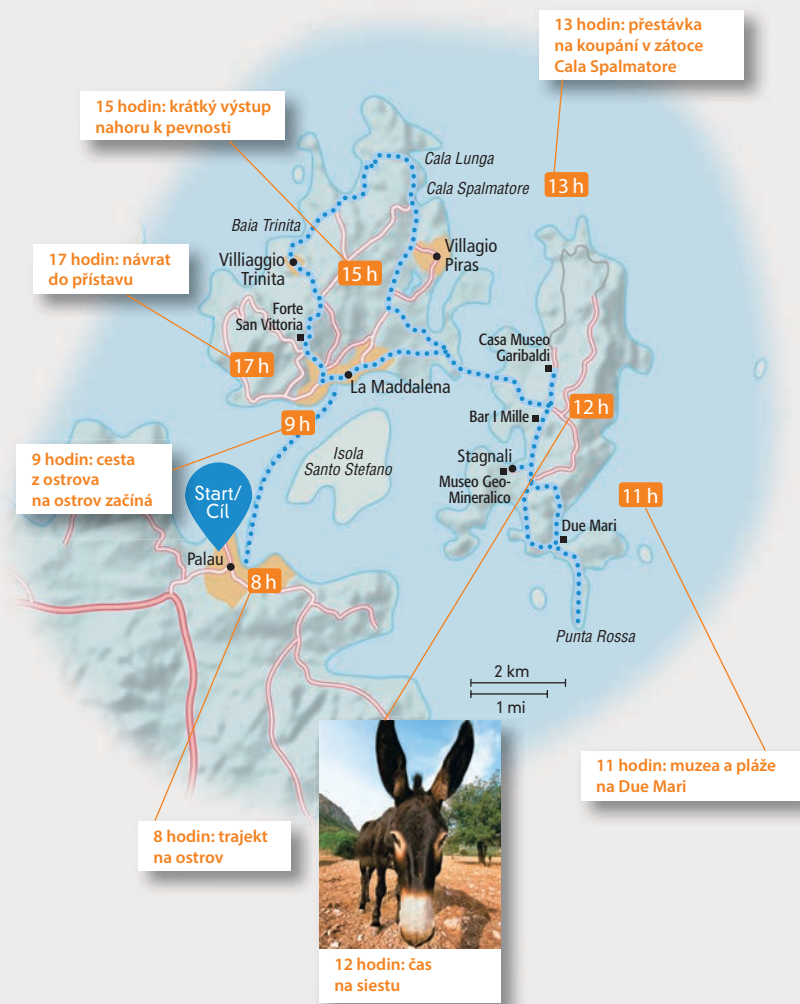 13 hodin: přestávka
na koupání v zátoce
Cala Spalmatore
15 hodin: krátký výstup
nahoru k pevnosti
Cala Lunga
Cala Spalmatore
13 h
Baia Trinita
17 hodin: návrat
do přístavu
Villiaggio
Trinita
15 h
Villagio
Piras
Forte
San Vittoria
Casa Museo
Garibaldi
17 h
La Maddalena
12 h
Bar I Mille
9 h
9 hodin: cesta
z ostrova
na ostrov začíná
Isola
Santo Stefano
Stagnali
Museo Geo-
Mineralico
Start/
Cíl
11 h
Due Mari
Palau
8 h
Punta Rossa
2 km
1 mi
11 hodin: muzea a pláže
na Due Mari
8 hodin: trajekt
na ostrov
12 hodin: čas
na siestu